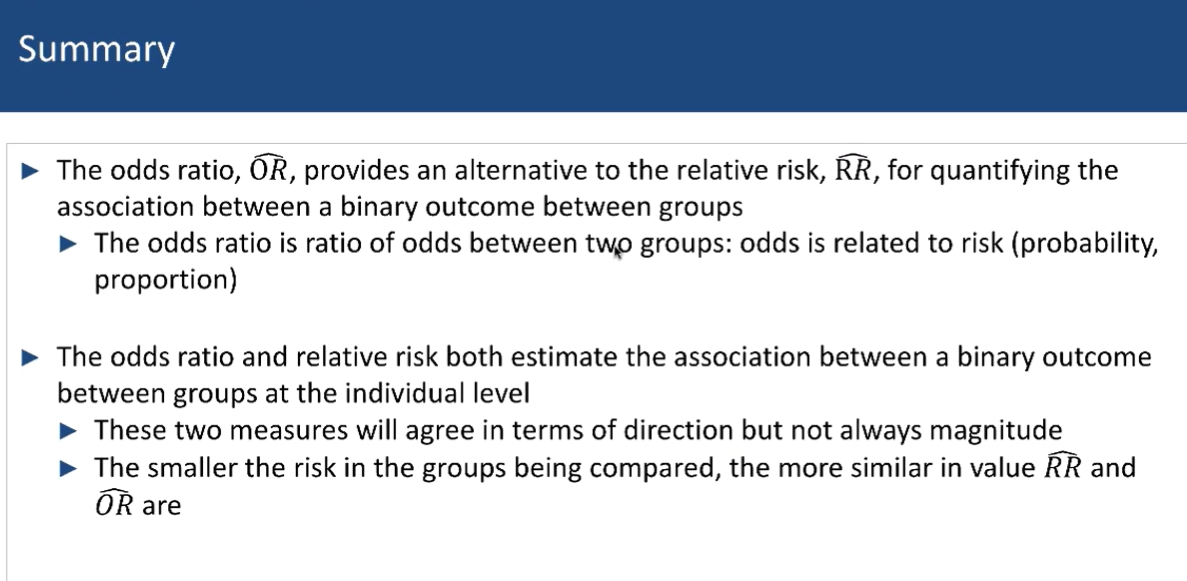 Summary
► The odds ratio, \(\widehat{OR}\), provides an alternative to the relative risk, \(\widehat{RR}\), for quantifying the
association between a binary outcome between groups
► The odds ratio is ratio of odds between two groups: odds is related to risk (probability,
proportion)
► The odds ratio and relative risk both estimate the association between a binary outcome
between groups at the individual level
► These two measures will agree in terms of direction but not always magnitude
► The smaller the risk in the groups being compared, the more similar in value \(\widehat{RR}\) and
\(\widehat{OR}\) are